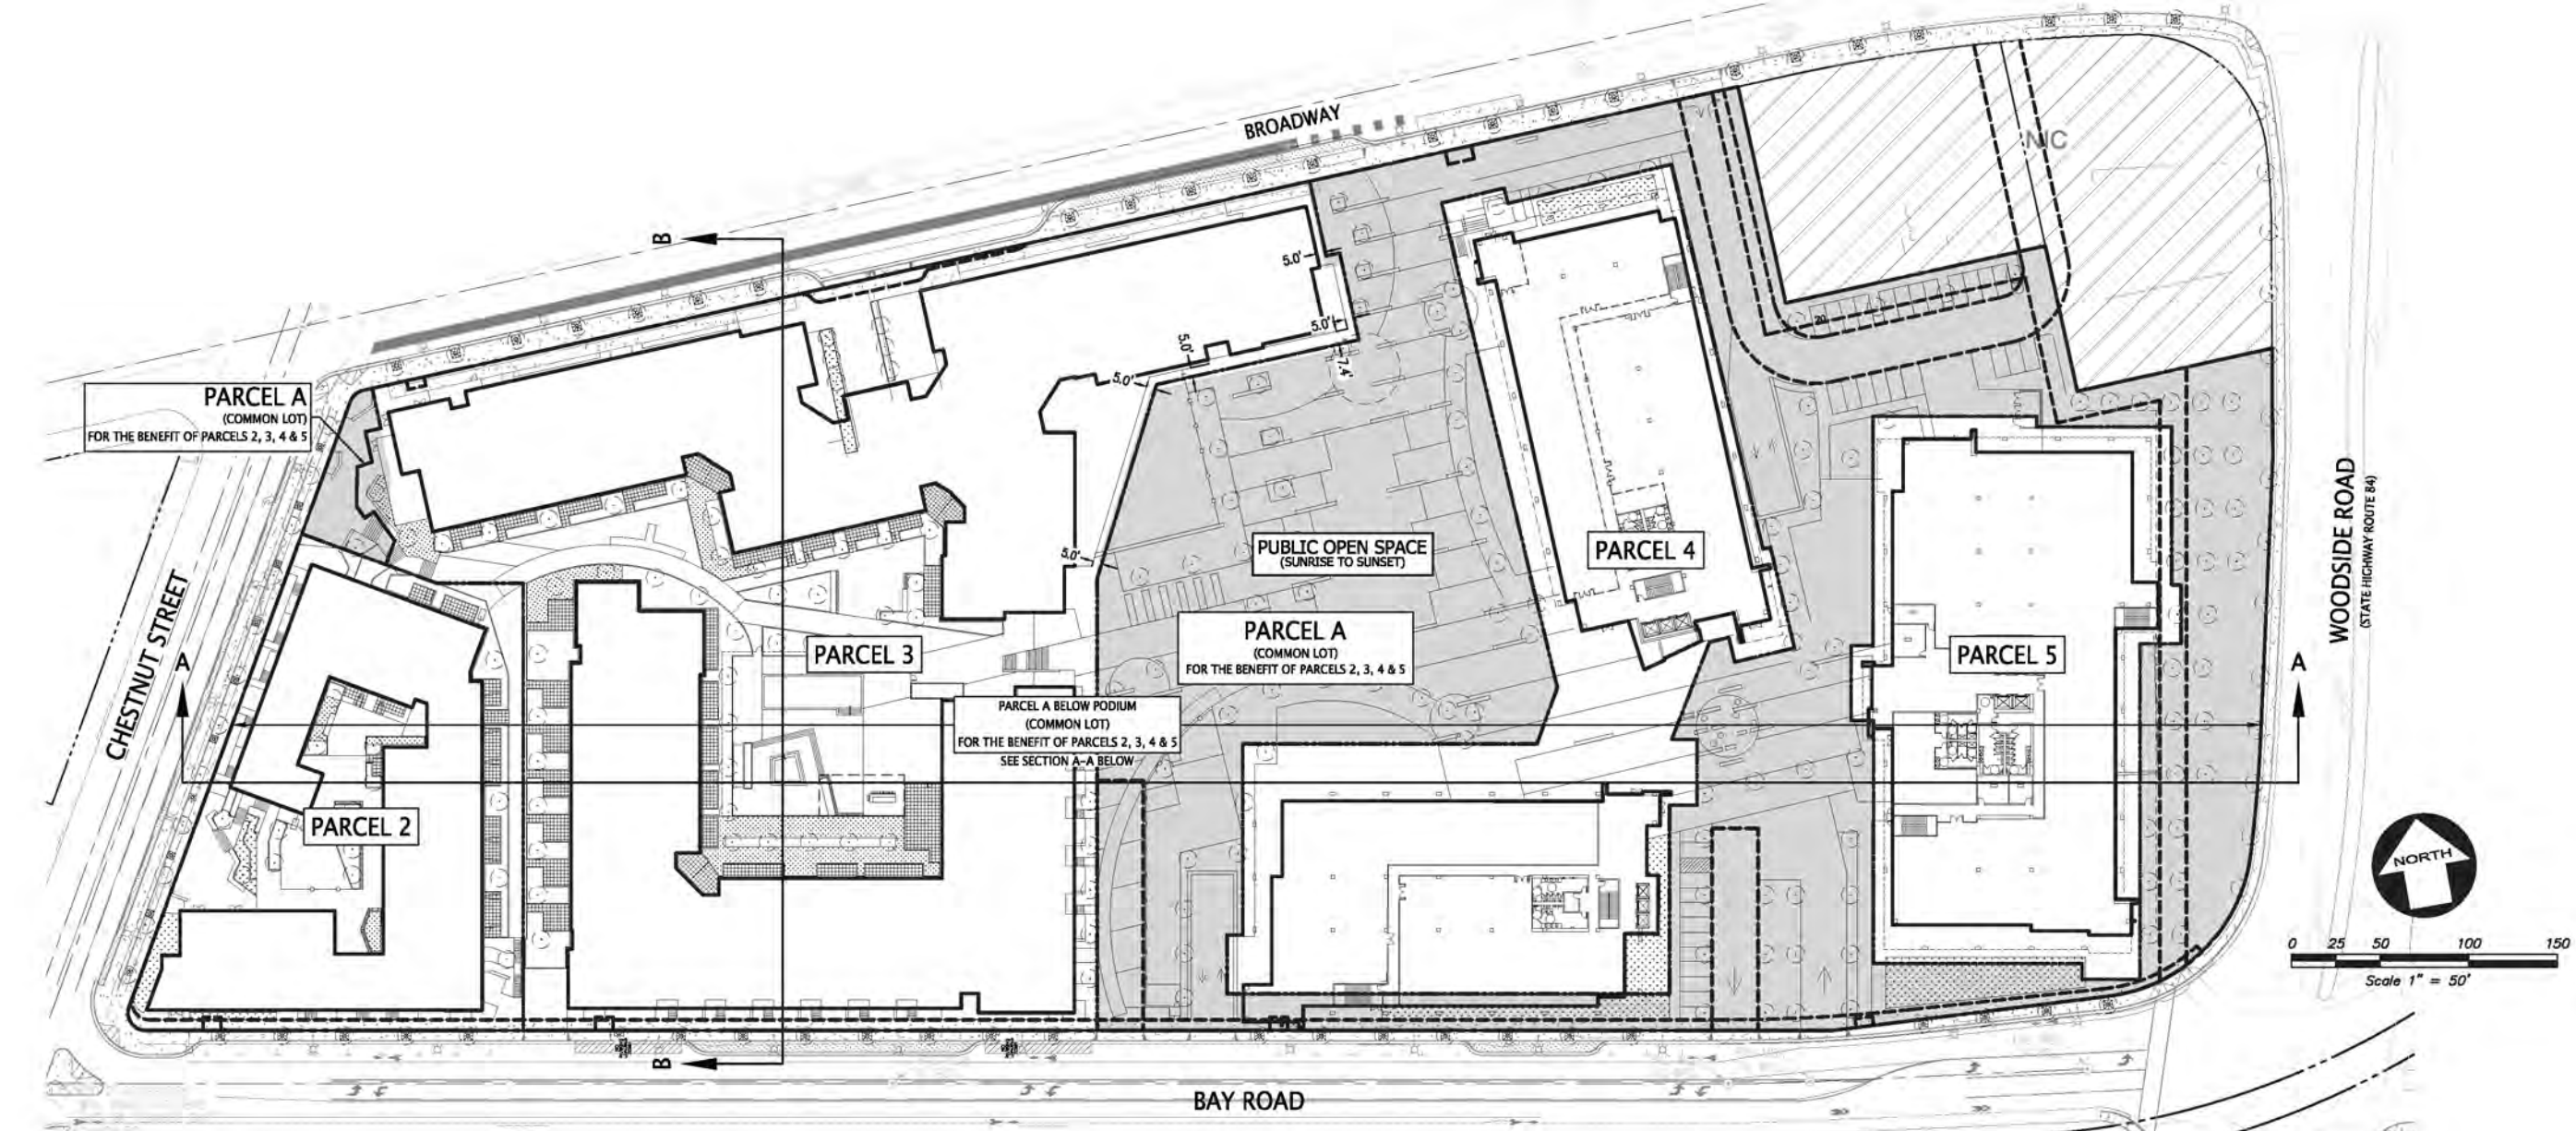 BROADWAY
NIC
B
5.0'
5.0'
20
5.0'
7.4'
5.0'
PARCEL A
(COMMON LOT)
FOR THE BENEFIT OF PARCELS 2, 3, 4 & 5
WOODSIDE ROAD
(STATE HIGHWAY ROUTE 84)
PUBLIC OPEN SPACE
(SUNRISE TO SUNSET)
PARCEL 4
5.0'
CHESTNUT STREET
PARCEL A
(COMMON LOT)
FOR THE BENEFIT OF PARCELS 2, 3, 4 & 5
PARCEL 3
PARCEL 5
A
A
PARCEL A BELOW PODIUM
(COMMON LOT)
FOR THE BENEFIT OF PARCELS 2, 3, 4 & 5
SEE SECTION A-A BELOW
PARCEL 2
NORTH
0 25 50 100 150
Scale 1" = 50'
B
BAY ROAD